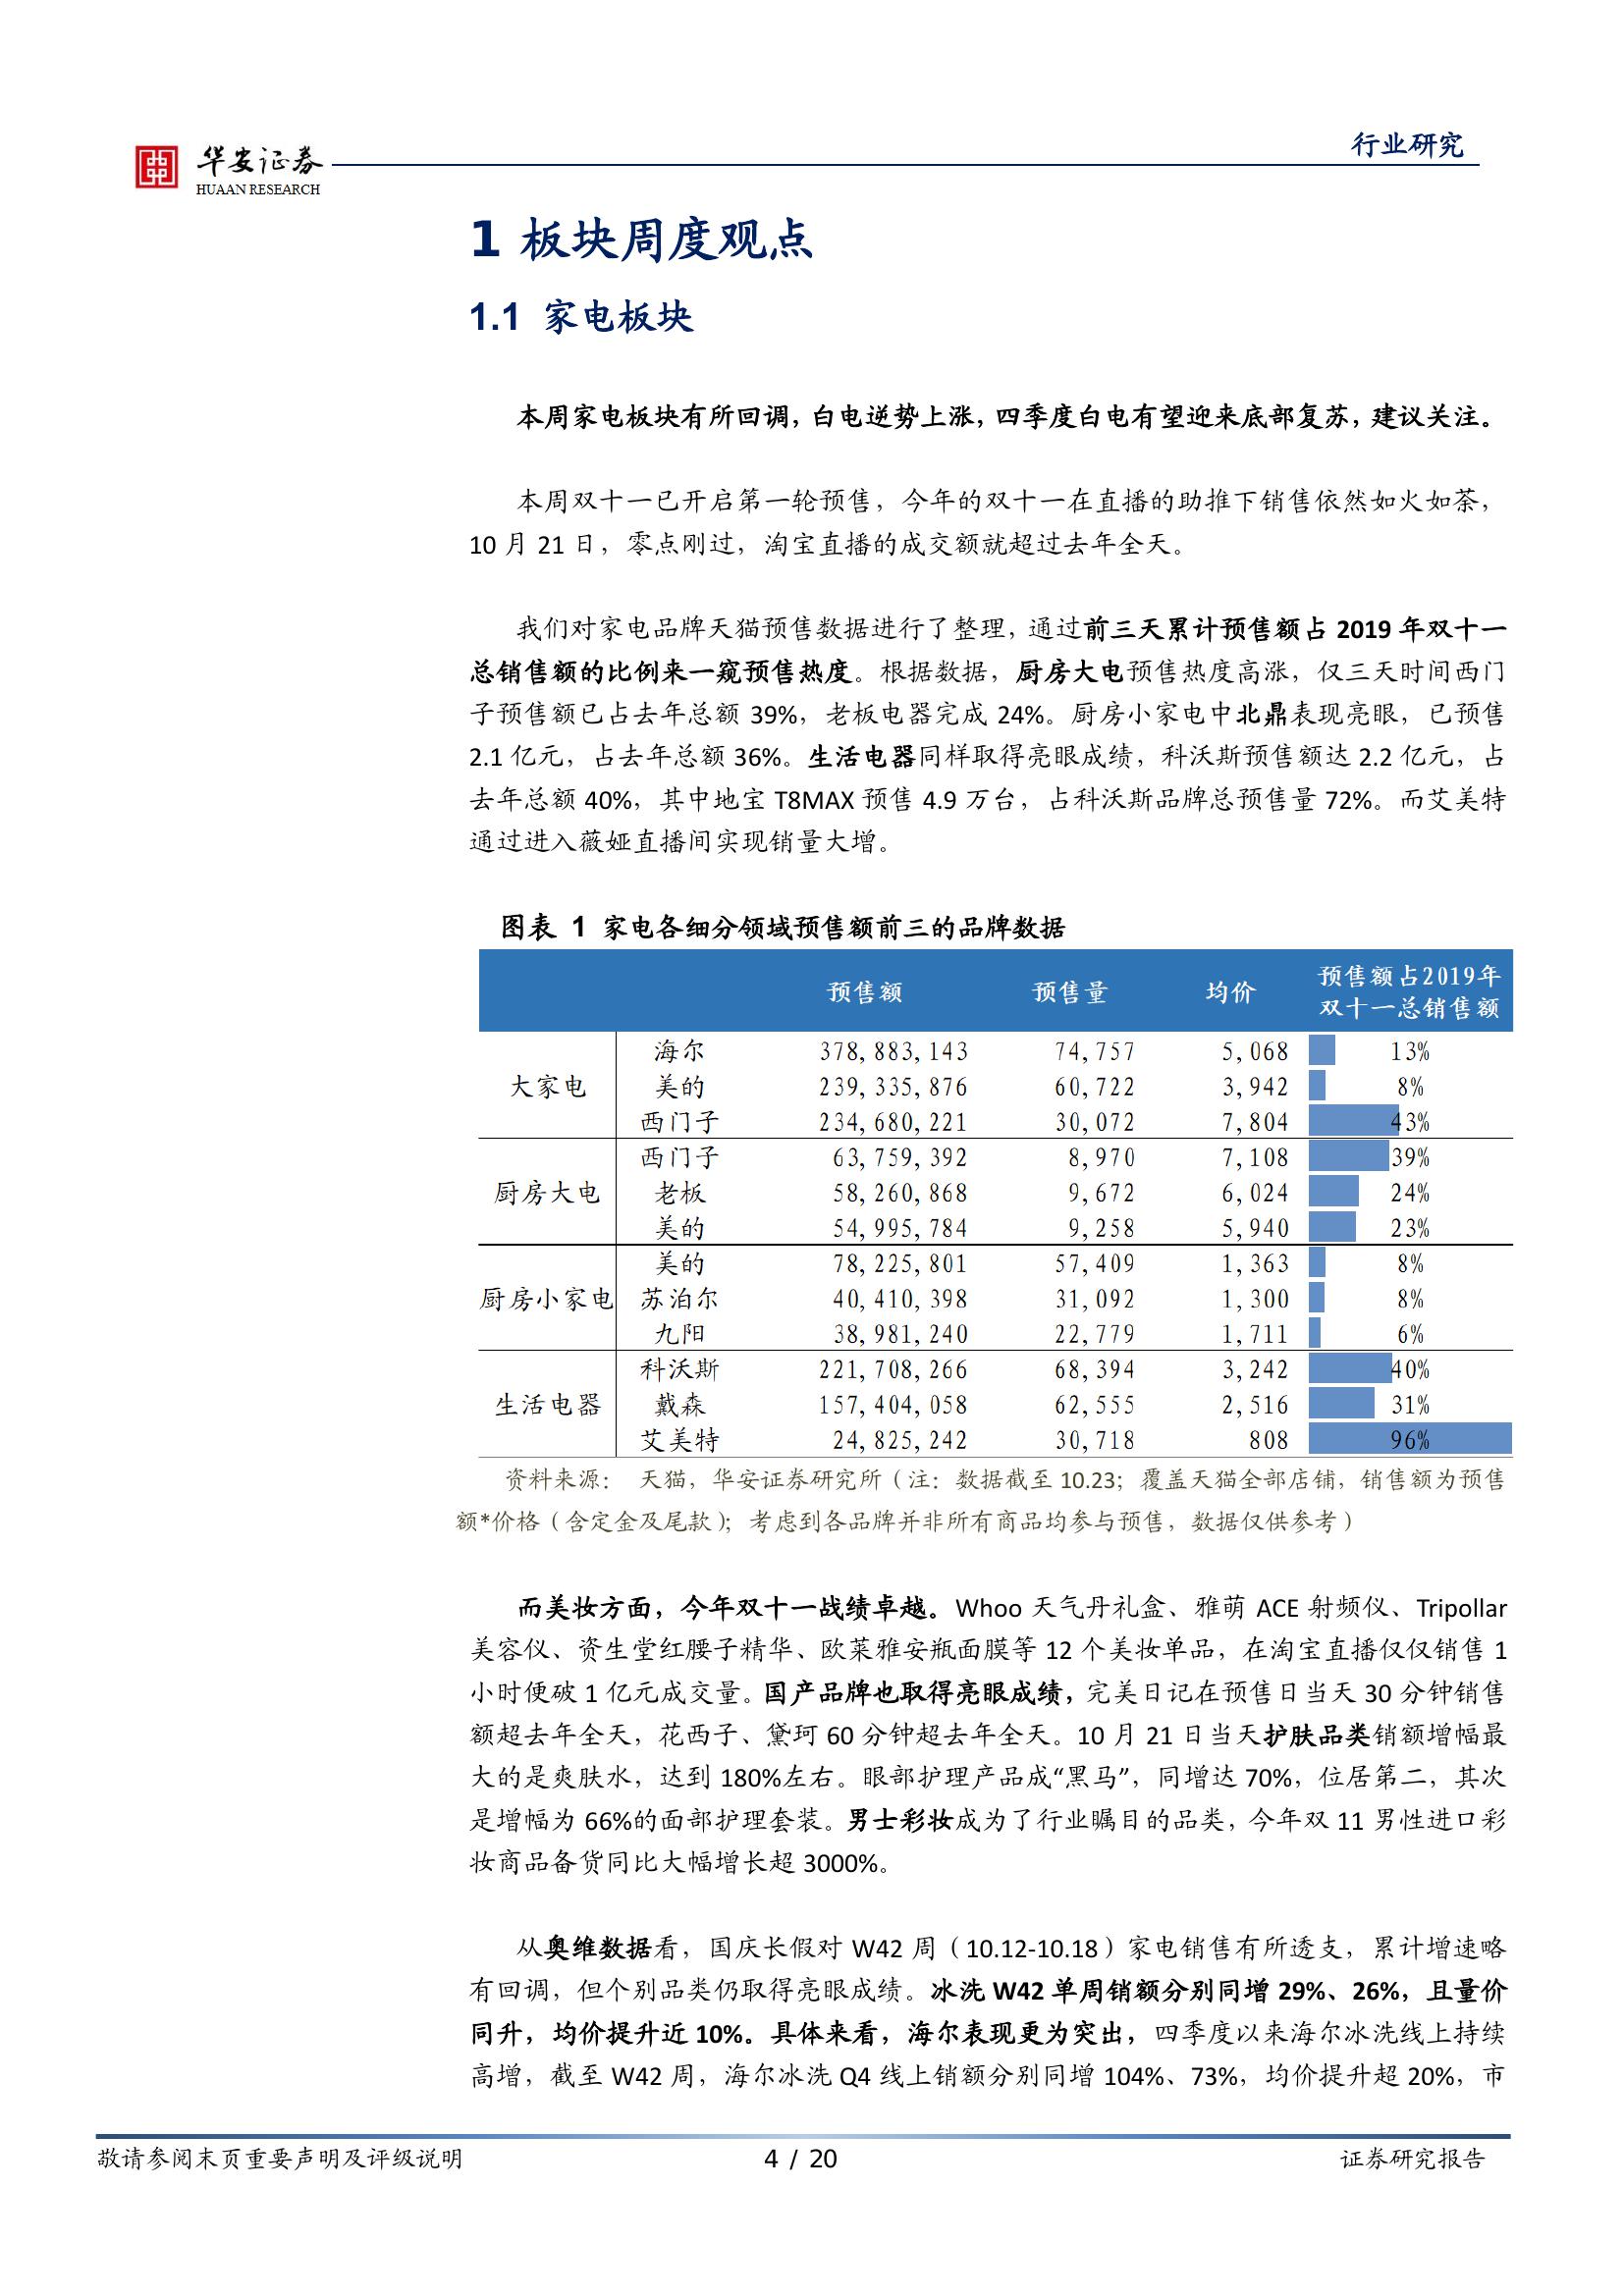 华安证券
HUAAN RESEARCH
行业研究
1 板块周度观点
1.1 家电板块
本周家电板块有所回调，白电逆势上涨，四季度白电有望迎来底部复苏，建议关注。
本周双十一已开启第一轮预售，今年的双十一在直播的助推下销售依然如火如荼，
10 月 21 日，零点刚过，淘宝直播的成交额就超过去年全天。
我们对家电品牌天猫预售数据进行了整理，通过前三天累计预售额占 2019 年双十一
总销售额的比例来一窥预售热度。根据数据，厨房大电预售热度高涨，仅三天时间西门
子预售额已占去年总额 39%，老板电器完成 24%。厨房小家电中北鼎表现亮眼，已预售
2.1 亿元，占去年总额 36%。生活电器同样取得亮眼成绩，科沃斯预售额达 2.2 亿元，占
去年总额 40%，其中地宝 T8MAX 预售 4.9 万台，占科沃斯品牌总预售量 72%。而艾美特
通过进入薇娅直播间实现销量大增。
图表 1 家电各细分领域预售额前三的品牌数据
预售额 预售量 均价 预售额占2019年
双十一总销售额
海尔 378,883,143 74,757 5,068 13%
大家电 美的 239,335,876 60,722 3,942 8%
西门子 234,680,221 30,072 7,804 43%
西门子 63,759,392 8,970 7,108 39%
厨房大电 老板 58,260,868 9,672 6,024 24%
美的 54,995,784 9,258 5,940 23%
美的 78,225,801 57,409 1,363 8%
厨房小家电 苏泊尔 40,410,398 31,092 1,300 8%
九阳 38,981,240 22,779 1,711 6%
科沃斯 221,708,266 68,394 3,242 40%
生活电器 戴森 157,404,058 62,555 2,516 31%
艾美特 24,825,242 30,718 808 96%
资料来源： 天猫，华安证券研究所（注：数据截至 10.23；覆盖天猫全部店铺，销售额为预售
额*价格（含定金及尾款）；考虑到各品牌并非所有商品均参与预售，数据仅供参考）
而美妆方面，今年双十一战绩卓越。Whoo 天气丹礼盒、雅萌 ACE 射频仪、Tripollar
美容仪、资生堂红腰子精华、欧莱雅安瓶面膜等 12 个美妆单品，在淘宝直播仅仅销售 1
小时便破 1 亿元成交量。国产品牌也取得亮眼成绩，完美日记在预售日当天 30 分钟销售
额超去年全天，花西子、黛珂 60 分钟超去年全天。10 月 21 日当天护肤品类销额增幅最
大的是爽肤水，达到 180%左右。眼部护理产品成“黑马”，同增达 70%，位居第二，其次
是增幅为 66%的面部护理套装。男士彩妆成为了行业瞩目的品类，今年双 11 男性进口彩
妆商品备货同比大幅增长超 3000%。
从奥维数据看，国庆长假对 W42 周（10.12-10.18）家电销售有所透支，累计增速略
有回调，但个别品类仍取得亮眼成绩。冰洗 W42 单周销额分别同增 29%、26%，且量价
同升，均价提升近 10%。具体来看，海尔表现更为突出，四季度以来海尔冰洗线上持续
高增，截至 W42 周，海尔冰洗 Q4 线上销额分别同增 104%、73%，均价提升超 20%，市
敬请参阅末页重要声明及评级说明
4 / 20
证券研究报告